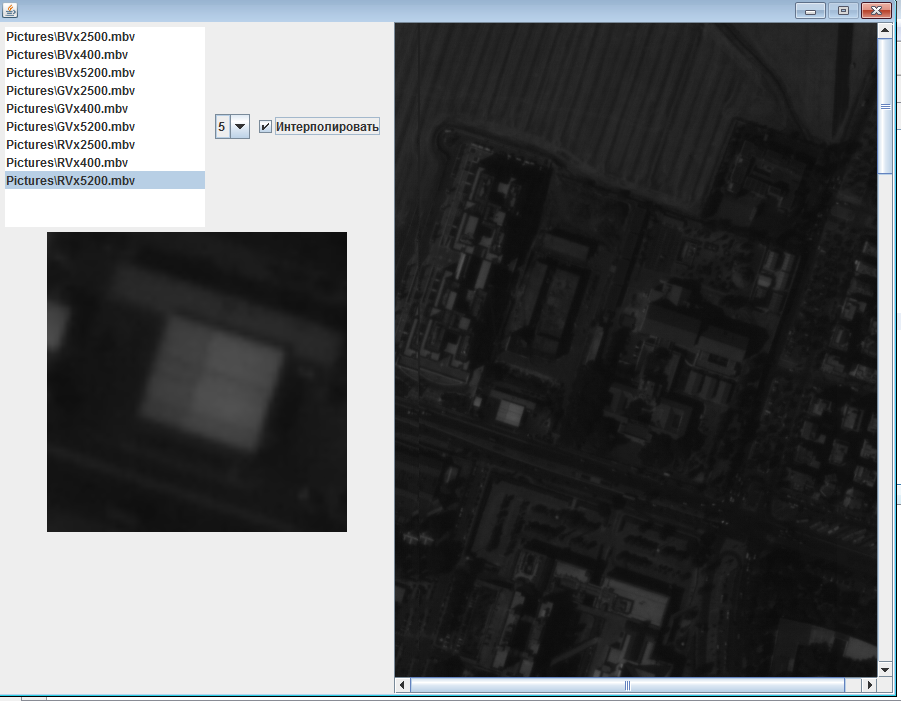 Pictures\BVx2500.mbv
Pictures\BVx400.mbv
Pictures\BVx5200.mbv
Pictures\GVx2500.mbv
Pictures\GVx400.mbv
Pictures\GVx5200.mbv
Pictures\RVx2500.mbv
Pictures\RVx400.mbv
Pictures\RVx5200.mbv
5 Интерполировать